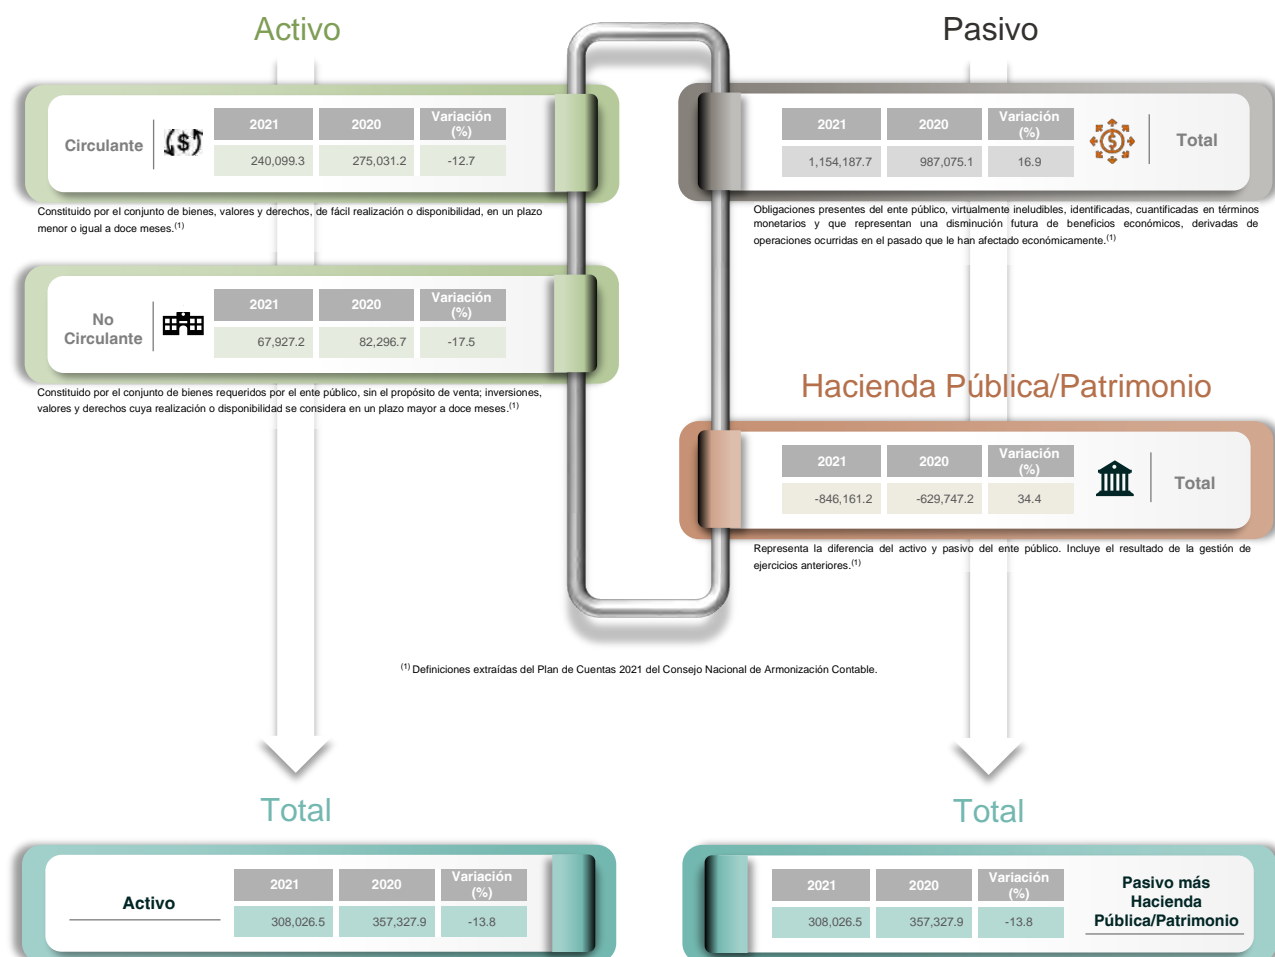 Activo
Circulante
2021 2020 Variación (%)
240,099.3 275,031.2 -12.7
Constituido por el conjunto de bienes, valores y derechos, de fácil realización o disponibilidad, en un plazo
menor o igual a doce meses.(1)
No
Circulante
2021 2020 Variación (%)
67,927.2 82,296.7 -17.5
Constituido por el conjunto de bienes requeridos por el ente público, sin el propósito de venta; inversiones,
valores y derechos cuya realización o disponibilidad se considera en un plazo mayor a doce meses.(1)
Pasivo
2021 2020 Variación (%)
1,154,187.7 987,075.1 16.9
Total
Obligaciones presentes del ente público, virtualmente ineludibles, identificadas, cuantificadas en términos
monetarios y que representan una disminución futura de beneficios económicos, derivadas de
operaciones ocurridas en el pasado que le han afectado económicamente.(1)
Hacienda Pública/Patrimonio
2021 2020 Variación (%)
-846,161.2 -629,747.2 34.4
Total
Representa la diferencia del activo y pasivo del ente público. Incluye el resultado de la gestión de
ejercicios anteriores.(1)
(1) Definiciones extraídas del Plan de Cuentas 2021 del Consejo Nacional de Armonización Contable.
Total
Activo
2021 2020 Variación (%)
308,026.5 357,327.9 -13.8
Total
2021 2020 Variación (%)
308,026.5 357,327.9 -13.8
Pasivo más
Hacienda
Pública/Patrimonio